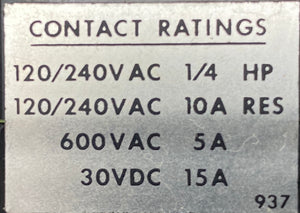 CONTACT RATINGS
120/240VAC 1/4 HP
120/240VAC 10A RES
600VAC 5A
30VDC 15A
937